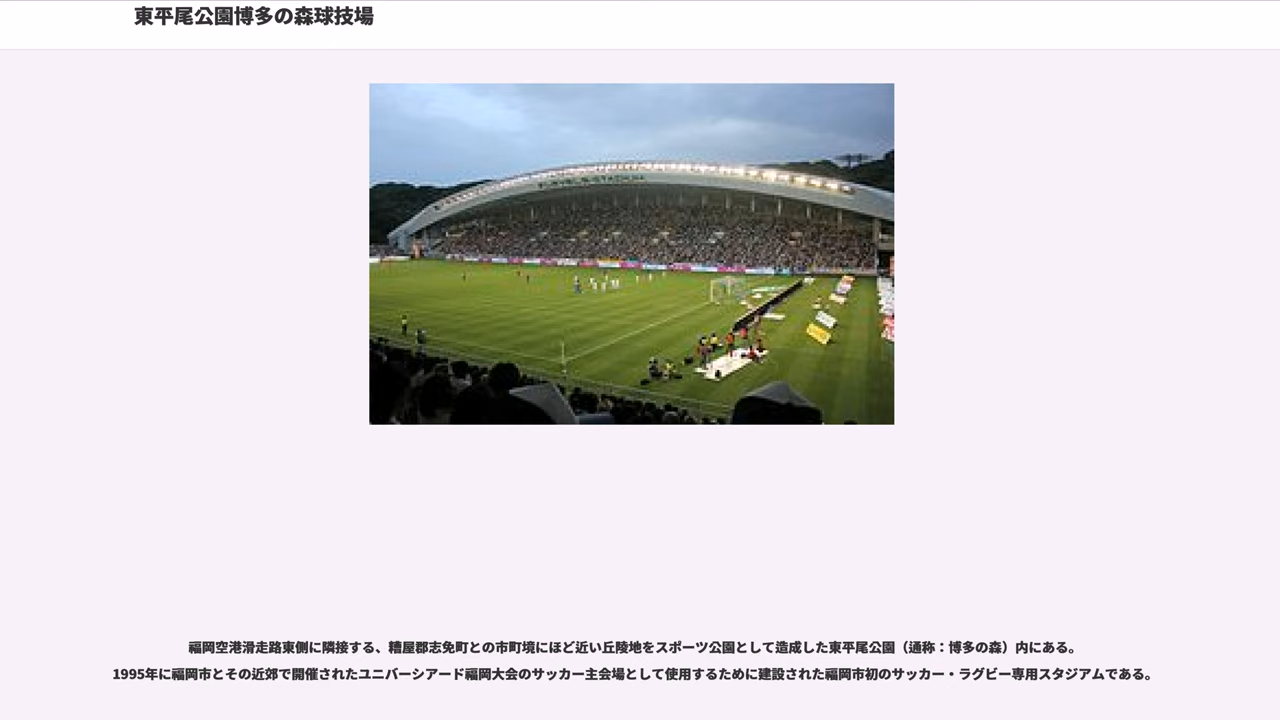 東平尾公園博多の森球技場
福岡空港滑走路東側に隣接する、糟屋郡志免町との市町境にほど近い丘陵地をスポーツ公園として造成した東平尾公園（通称：博多の森）内にある。
1995年に福岡市とその近郊で開催されたユニバーシアード福岡大会のサッカー主会場として使用するために建設された福岡市初のサッカー・ラグビー専用スタジアムである。